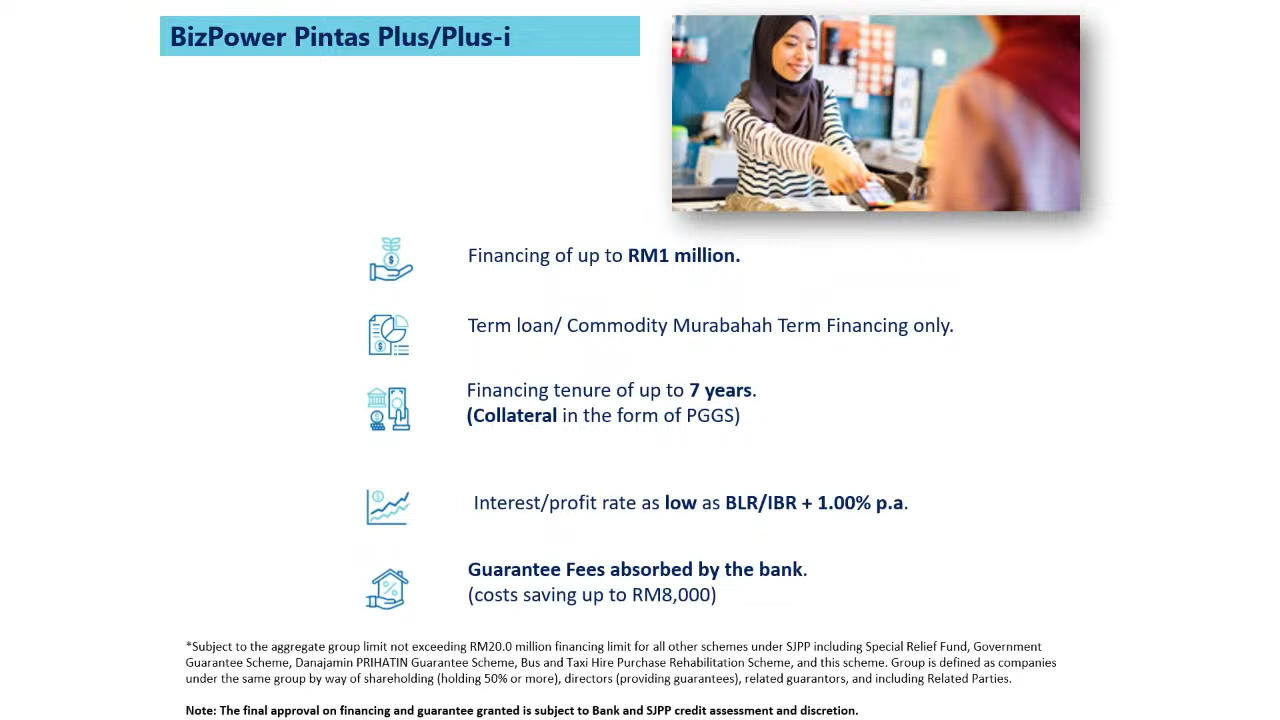 BizPower Pintas Plus/Plus-i
Financing of up to RM1 million.
Term loan/ Commodity Murabahah Term Financing only.
Financing tenure of up to 7 years.
(Collateral in the form of PGGS)
Interest/profit rate as low as BLR/IBR + 1.00% p.a.
Guarantee Fees absorbed by the bank.
(costs saving up to RM8,000)
*Subject to the aggregate group limit not exceeding RM20.0 million financing limit for all other schemes under SJPP including Special Relief Fund, Government
Guarantee Scheme, Danajamin PRIHATIN Guarantee Scheme, Bus and Taxi Hire Purchase Rehabilitation Scheme, and this scheme. Group is defined as companies
under the same group by way of shareholding (holding 50% or more), directors (providing guarantees), related guarantors, and including Related Parties.
Note: The final approval on financing and guarantee granted is subject to Bank and SJPP credit assessment and discretion.